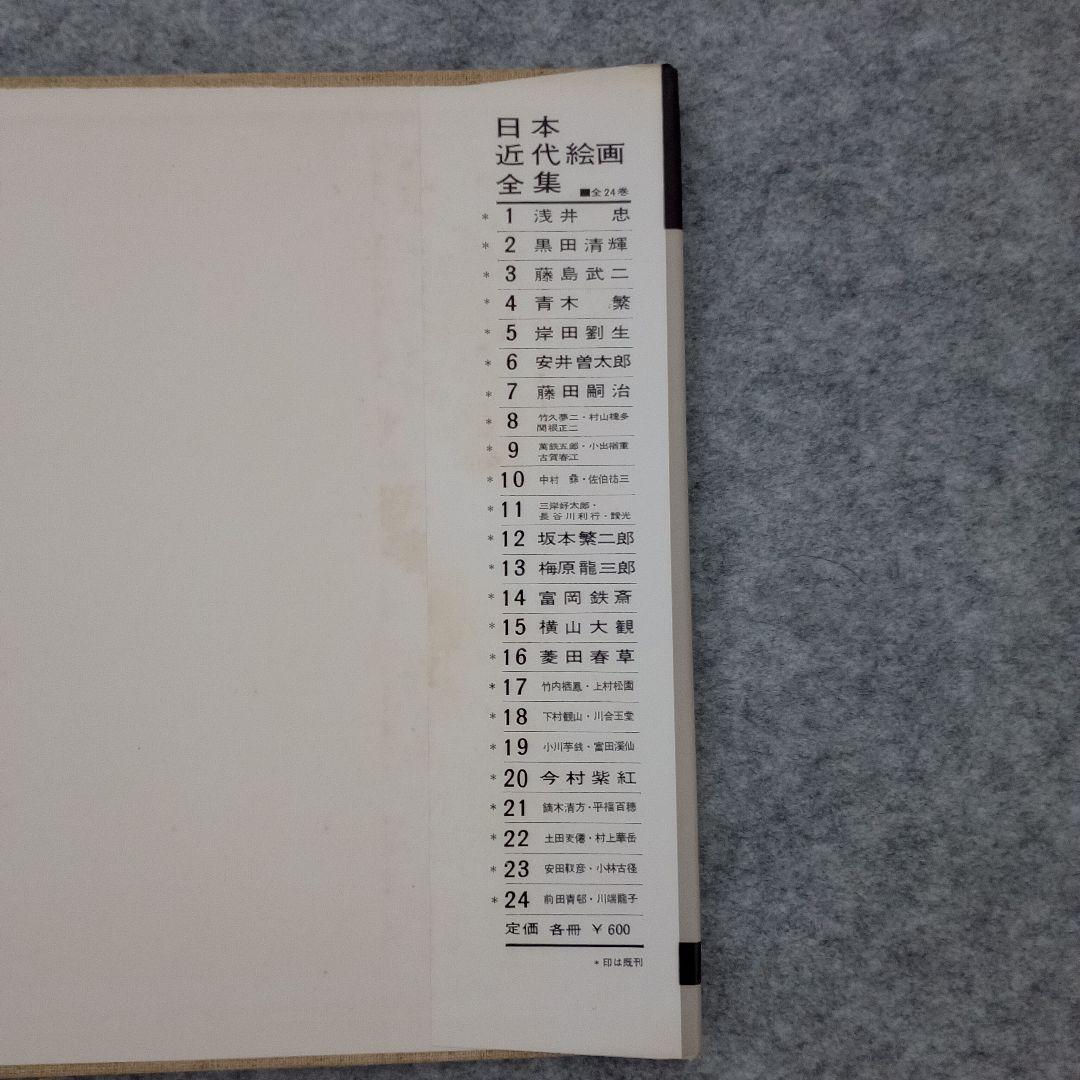 日本
近代絵画
全集 ■全24巻
* 1 浅井 忠
* 2 黒田清輝
* 3 藤島武二
* 4 青木 繁
* 5 岸田劉生
* 6 安井曽太郎
* 7 藤田嗣治
* 8 竹久夢二・村山槐多
関根正二
* 9 萬鉄五郎・小出楢重
古賀春江
* 10 中村 彝・佐伯祐三
* 11 三岸好太郎・
長谷川利行・靉光
* 12 坂本繁二郎
* 13 梅原龍三郎
* 14 富岡鉄斎
* 15 横山大観
* 16 菱田春草
* 17 竹内栖鳳・上村松園
* 18 下村観山・川合玉堂
* 19 小川芋銭・富田溪仙
* 20 今村紫紅
* 21 鏑木清方・平福百穂
* 22 土田麦僊・村上華岳
* 23 安田靫彦・小林古径
* 24 前田青邨・川端龍子
定価 各冊 ¥600
* 印は既刊